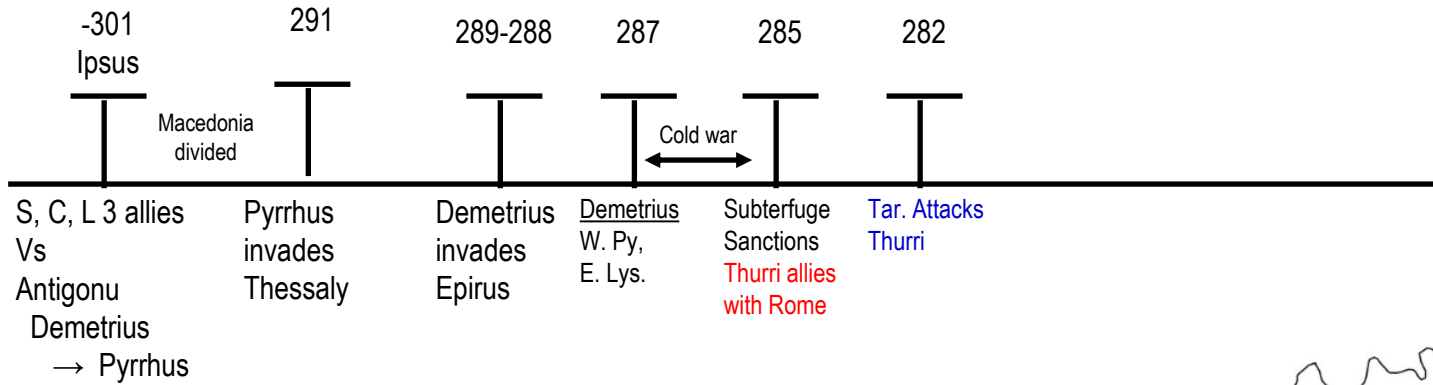 -301
Ipsus
291
289-288
287
285
282
Macedonia
divided
Cold war
S, C, L 3 allies
Vs
Antigonu
Demetrius
→ Pyrrhus
Pyrrhus
invades
Thessaly
Demetrius
invades
Epirus
Demetrius
W. Py,
E. Lys.
Subterfuge
Sanctions
Thurri allies
with Rome
Tar. Attacks
Thurri